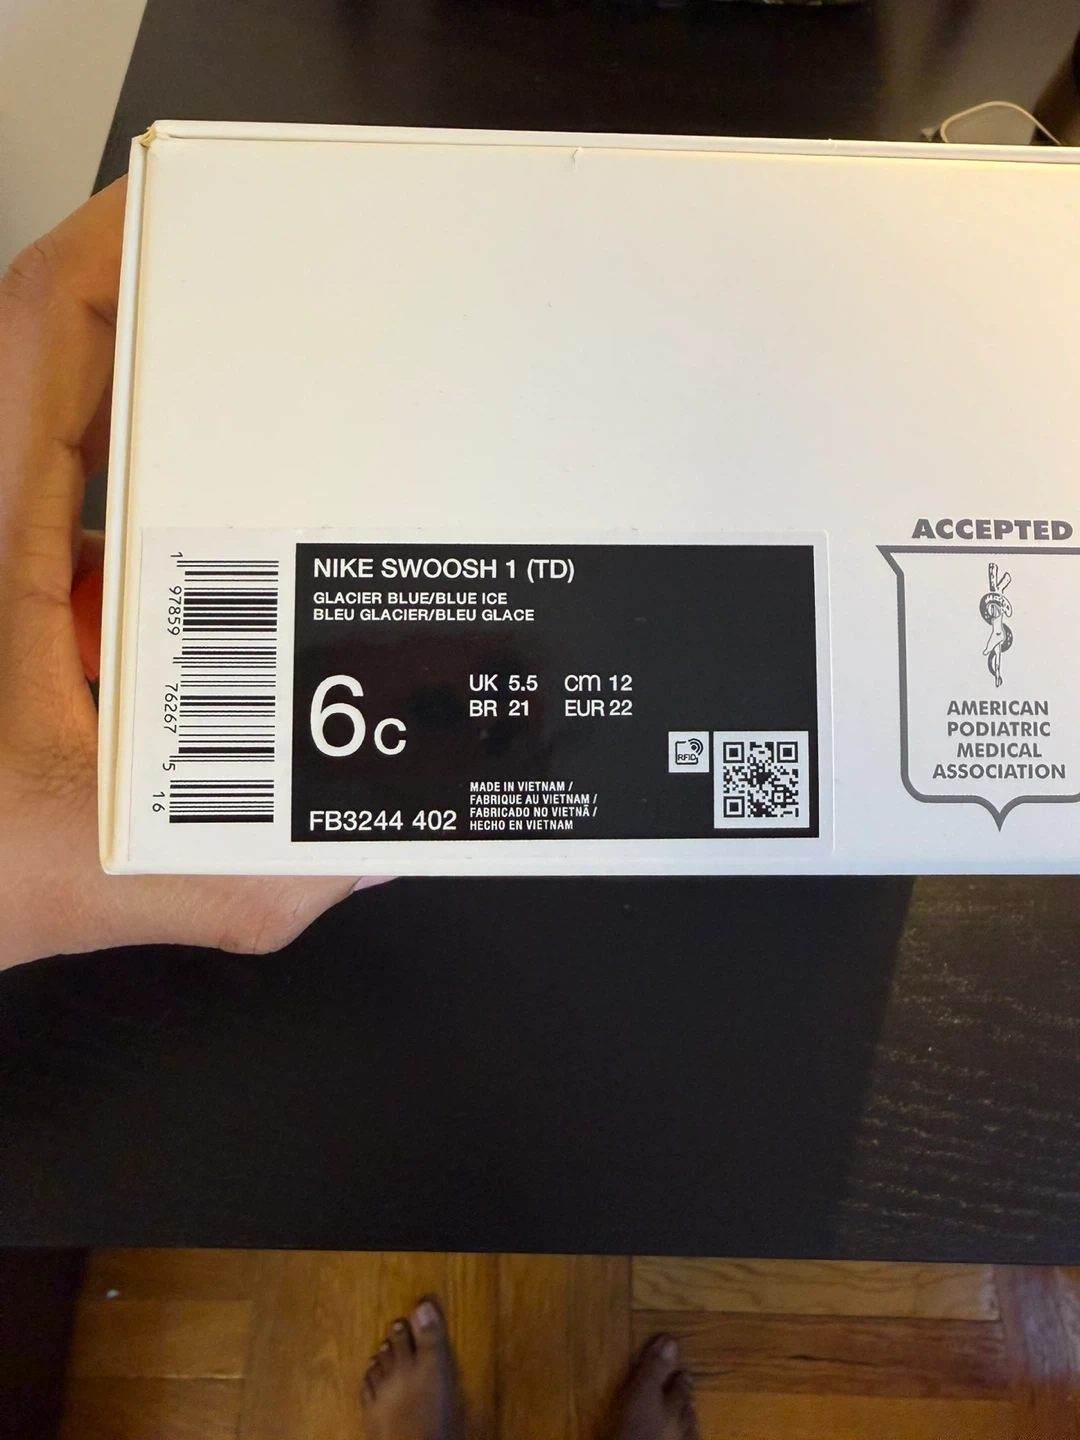 NIKE SWOOSH 1 (TD)
GLACIER BLUE/BLUE ICE
BLEU GLACIER/BLEU GLACE
6c
UK 5.5 cm 12
BR 21 EUR 22
RFID
FB3244 402
MADE IN VIETNAM /
FABRIQUE AU VIETNAM /
FABRICADO NO VIETNÃ /
HECHO EN VIETNAM
1 97859 76267 5 16
ACCEPTED
AMERICAN
PODIATRIC
MEDICAL
ASSOCIATION